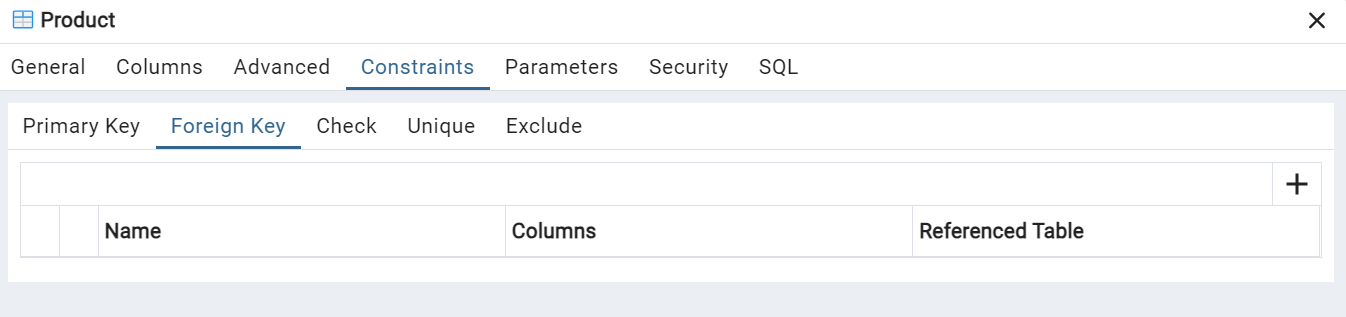 Product
General Columns Advanced Constraints Parameters Security SQL
Primary Key Foreign Key Check Unique Exclude
Name Columns Referenced Table